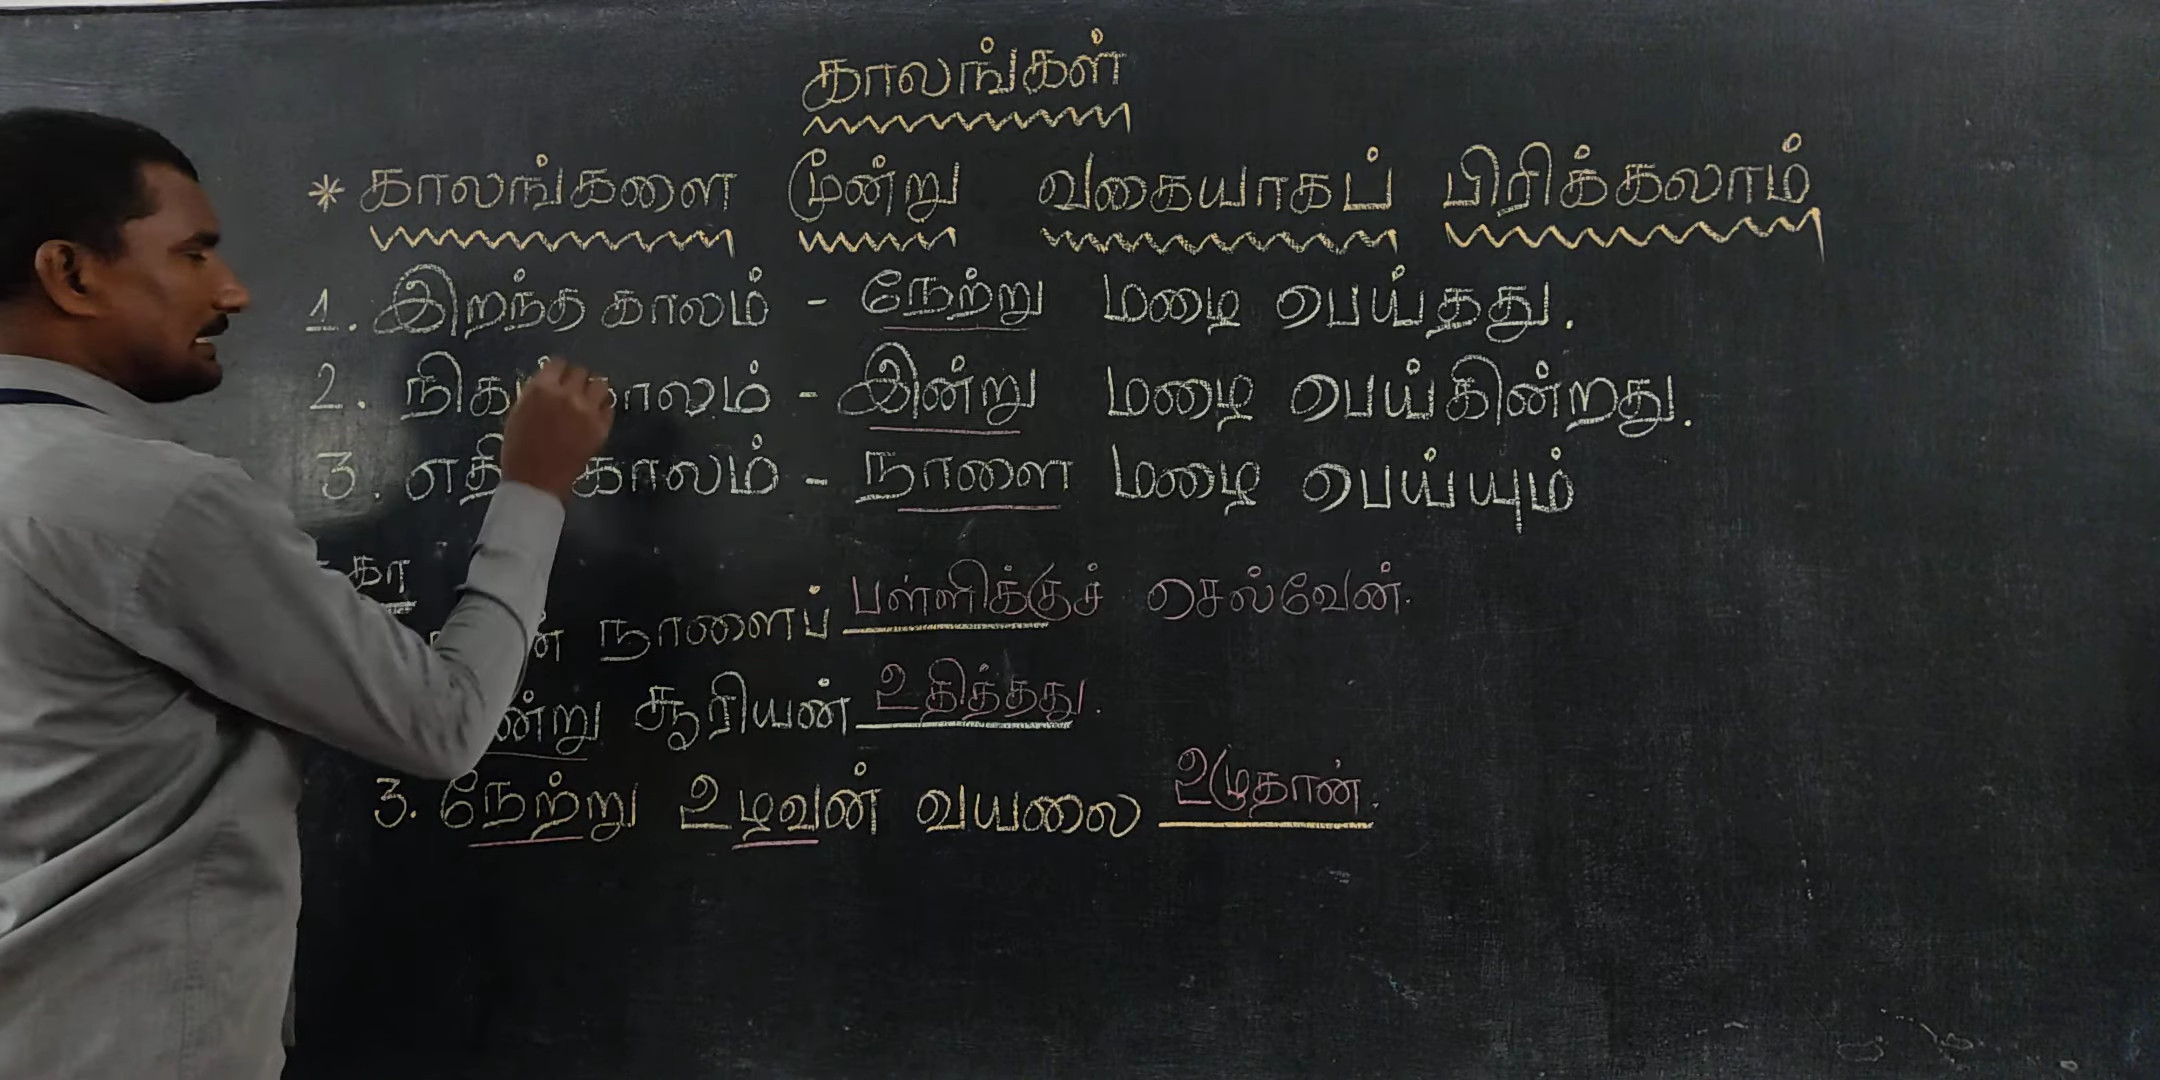 காலங்கள்
* காலங்களை மூன்று வகையாகப் பிரிக்கலாம்
1. இறந்த காலம் - நேற்று மழை பெய்தது.
2. காலம் - இன்று மழை பெய்கின்றது.
3. காலம் - நாளை மழை பெய்யும்
நாளைப் பள்ளிக்குச் செல்வேன்.
சூரியன் உதித்தது.
3. நேற்று உழவன் வயலை உழுதான்.